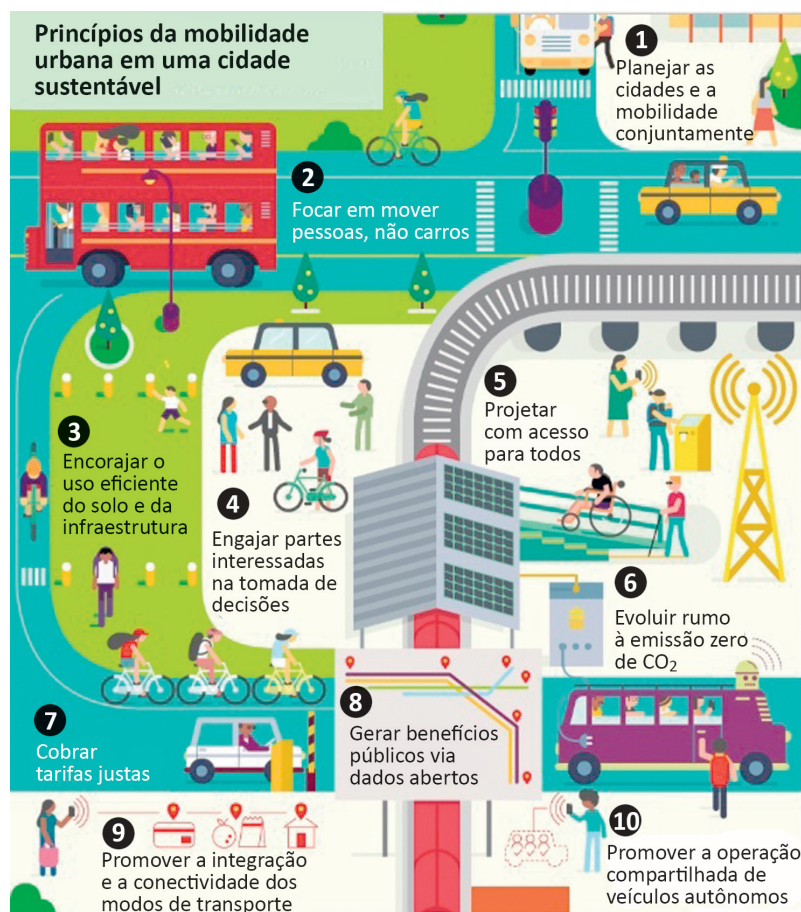 Princípios da mobilidade
urbana em uma cidade
sustentável
1
Planejar as
cidades e a
mobilidade
conjuntamente
2
Focar em mover
pessoas, não carros
3
Encorajar o
uso eficiente
do solo e da
infraestrutura
4
Engajar partes
interessadas
na tomada de
decisões
5
Projetar
com acesso
para todos
6
Evoluir rumo
à emissão zero
de CO₂
7
Cobrar
tarifas justas
8
Gerar benefícios
públicos via
dados abertos
9
Promover a integração
e a conectividade dos
modos de transporte
10
Promover a operação
compartilhada de
veículos autônomos